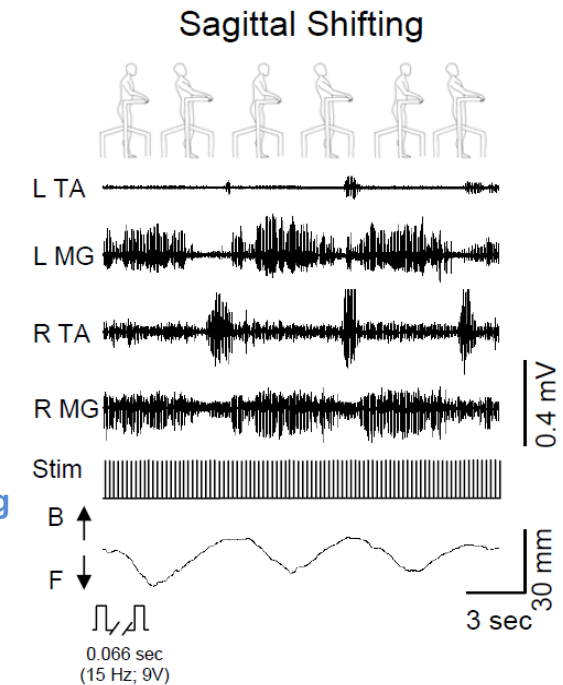 Sagittal Shifting
L TA
L MG
R TA
R MG
0.4 mV
Stim
g
B
F
30 mm
3 sec
0.066 sec
(15 Hz; 9V)